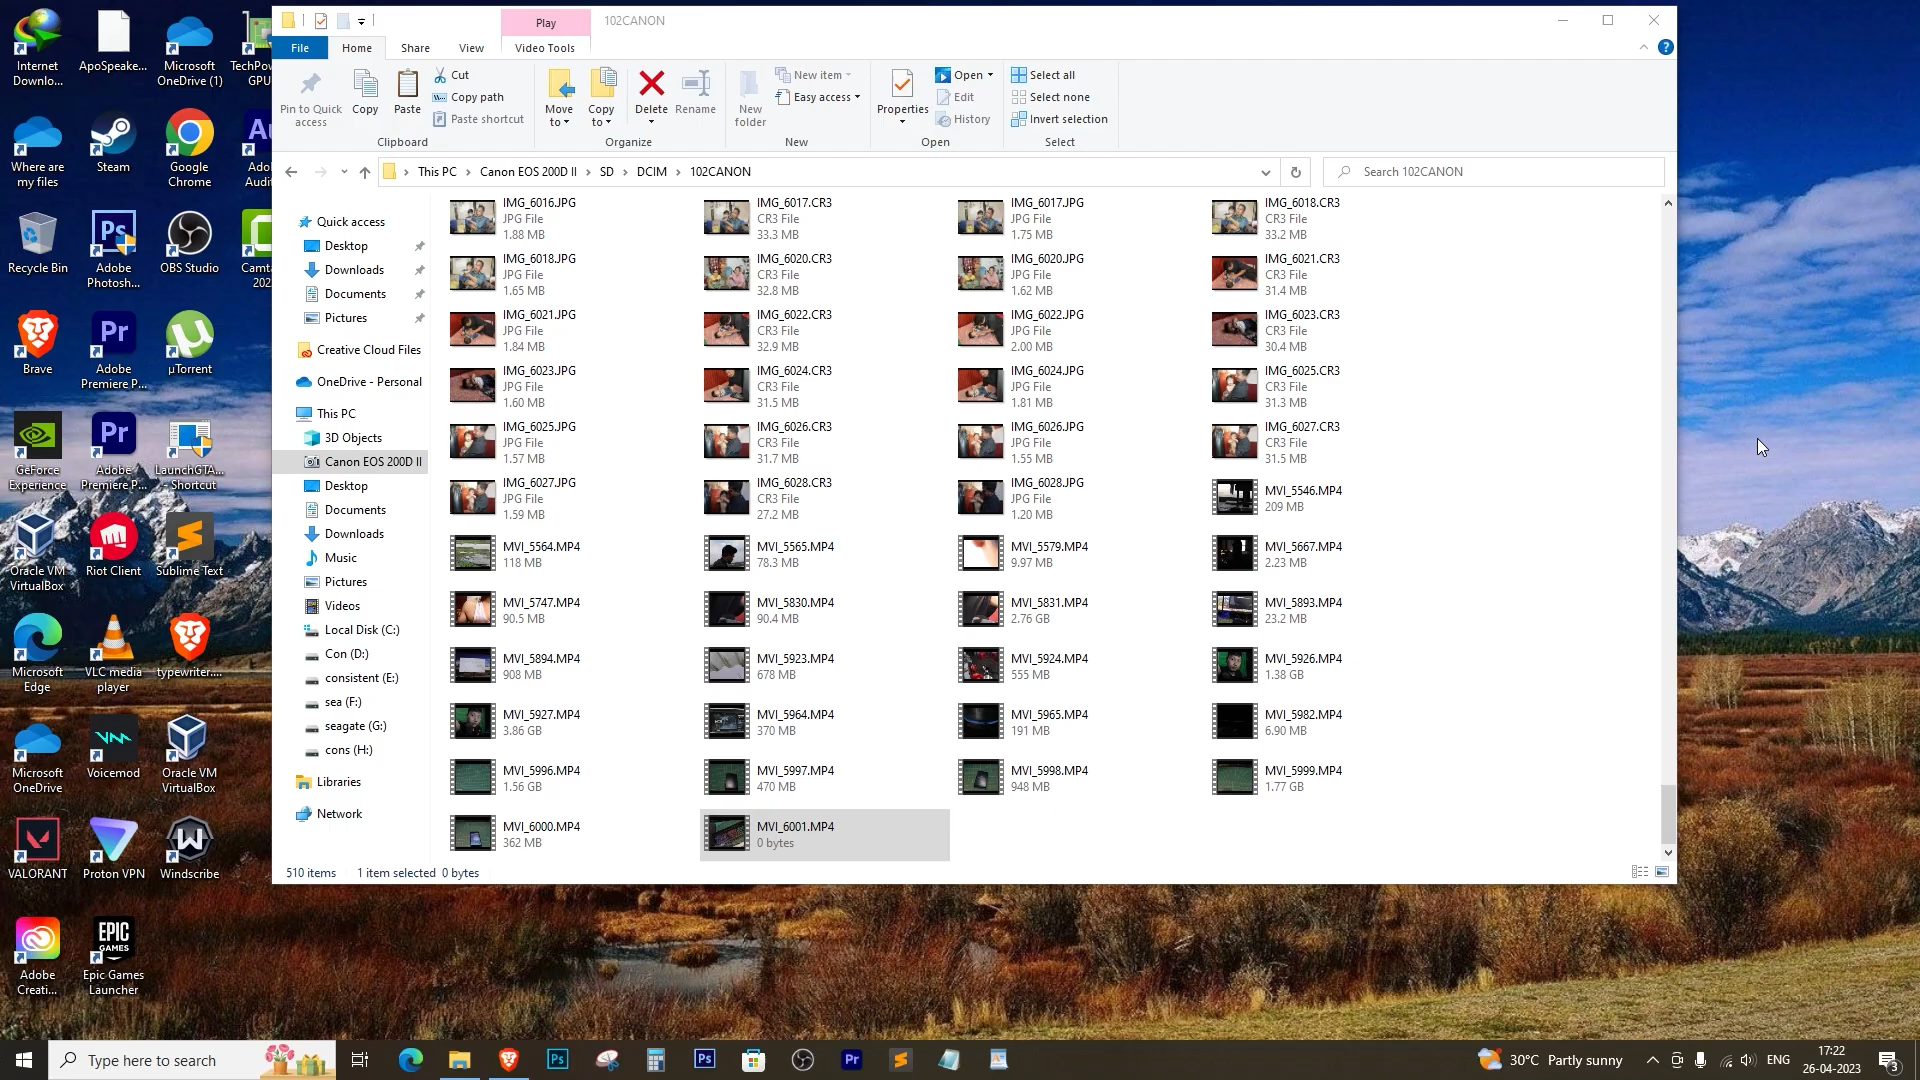 Internet
Downlo...
ApoSpeake...
Microsoft
OneDrive (1)
TechPow
GPU
Where are
my files
Steam
Google
Chrome
Ado
Audit
Recycle Bin
Adobe
Photosh...
OBS Studio
Camta
202
Brave
Adobe
Premiere P...
µTorrent
GeForce
Experience
Adobe
Premiere P...
LaunchGTA...
- Shortcut
Oracle VM
VirtualBox
Riot Client
Sublime Text
Microsoft
Edge
VLC media
player
typewriter....
Microsoft
OneDrive
Voicemod
Oracle VM
VirtualBox
VALORANT
Proton VPN
Windscribe
Adobe
Creati...
Epic Games
Launcher
Play
102CANON
File
Home
Share
View
Video Tools
Pin to Quick
access
Copy
Paste
Cut
Copy path
Paste shortcut
Clipboard
Move
to
Copy
to
Delete
Rename
Organize
New
folder
New item
Easy access
New
Properties
Open
Edit
History
Open
Select all
Select none
Invert selection
Select
This PC > Canon EOS 200D II > SD > DCIM > 102CANON
Search 102CANON
Quick access
Desktop
Downloads
Documents
Pictures
Creative Cloud Files
OneDrive - Personal
This PC
3D Objects
Canon EOS 200D II
Desktop
Documents
Downloads
Music
Pictures
Videos
Local Disk (C:)
Con (D:)
consistent (E:)
sea (F:)
seagate (G:)
cons (H:)
Libraries
Network
IMG_6016.JPG
JPG File
1.88 MB
IMG_6017.CR3
CR3 File
33.3 MB
IMG_6017.JPG
JPG File
1.75 MB
IMG_6018.CR3
CR3 File
33.2 MB
IMG_6018.JPG
JPG File
1.65 MB
IMG_6020.CR3
CR3 File
32.8 MB
IMG_6020.JPG
JPG File
1.62 MB
IMG_6021.CR3
CR3 File
31.4 MB
IMG_6021.JPG
JPG File
1.84 MB
IMG_6022.CR3
CR3 File
32.9 MB
IMG_6022.JPG
JPG File
2.00 MB
IMG_6023.CR3
CR3 File
30.4 MB
IMG_6023.JPG
JPG File
1.60 MB
IMG_6024.CR3
CR3 File
31.5 MB
IMG_6024.JPG
JPG File
1.81 MB
IMG_6025.CR3
CR3 File
31.3 MB
IMG_6025.JPG
JPG File
1.57 MB
IMG_6026.CR3
CR3 File
31.7 MB
IMG_6026.JPG
JPG File
1.55 MB
IMG_6027.CR3
CR3 File
31.5 MB
IMG_6027.JPG
JPG File
1.59 MB
IMG_6028.CR3
CR3 File
27.2 MB
IMG_6028.JPG
JPG File
1.20 MB
MVI_5546.MP4
209 MB
MVI_5564.MP4
118 MB
MVI_5565.MP4
78.3 MB
MVI_5579.MP4
9.97 MB
MVI_5667.MP4
2.23 MB
MVI_5747.MP4
90.5 MB
MVI_5830.MP4
90.4 MB
MVI_5831.MP4
2.76 GB
MVI_5893.MP4
23.2 MB
MVI_5894.MP4
908 MB
MVI_5923.MP4
678 MB
MVI_5924.MP4
555 MB
MVI_5926.MP4
1.38 GB
MVI_5927.MP4
3.86 GB
MVI_5964.MP4
370 MB
MVI_5965.MP4
191 MB
MVI_5982.MP4
6.90 MB
MVI_5996.MP4
1.56 GB
MVI_5997.MP4
470 MB
MVI_5998.MP4
948 MB
MVI_5999.MP4
1.77 GB
MVI_6000.MP4
362 MB
MVI_6001.MP4
0 bytes
510 items
1 item selected 0 bytes
Type here to search
30°C Partly sunny
ENG
17:22
26-04-2023
3